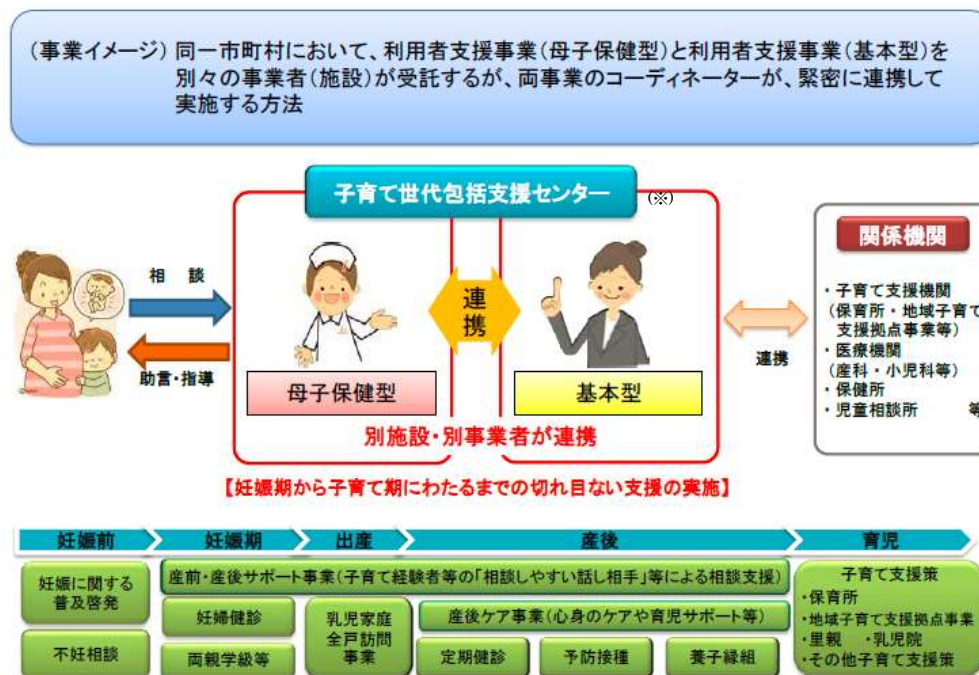 （事業イメージ） 同一市町村において、利用者支援事業（母子保健型）と利用者支援事業（基本型）を
別々の事業者（施設）が受託するが、両事業のコーディネーターが、緊密に連携して
実施する方法
子育て世代包括支援センター
（※）
相　談
助言・指導
母子保健型
連携
基本型
別施設・別事業者が連携
連携
関係機関
・子育て支援機関
（保育所・地域子育て
支援拠点事業等）
・医療機関
（産科・小児科等）
・保健所
・児童相談所　　等
【妊娠期から子育て期にわたるまでの切れ目ない支援の実施】
妊娠前
妊娠期
出産
産後
育児
妊娠に関する
普及啓発
不妊相談
産前・産後サポート事業（子育て経験者等の「相談しやすい話し相手」等による相談支援）
妊婦健診
両親学級等
乳児家庭
全戸訪問
事業
産後ケア事業（心身のケアや育児サポート等）
定期健診
予防接種
養子縁組
子育て支援策
・保育所
・地域子育て支援拠点事業
・里親　・乳児院
・その他子育て支援策